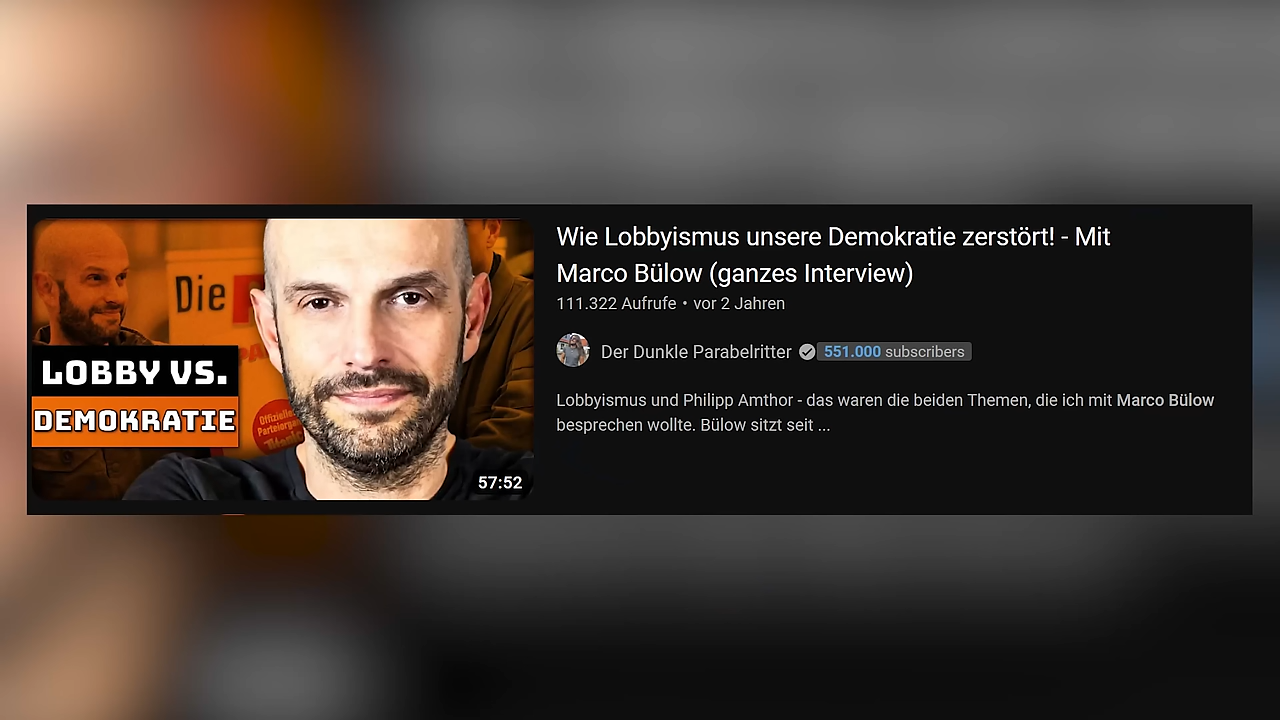 Die P
LOBBY VS.
DEMOKRATIE
Offizielles
Parteiorgan
57:52
Wie Lobbyismus unsere Demokratie zerstört! - Mit
Marco Bülow (ganzes Interview)
111.322 Aufrufe • vor 2 Jahren
Der Dunkle Parabelritter 551.000 subscribers
Lobbyismus und Philipp Amthor - das waren die beiden Themen, die ich mit Marco Bülow
besprechen wollte. Bülow sitzt seit ...